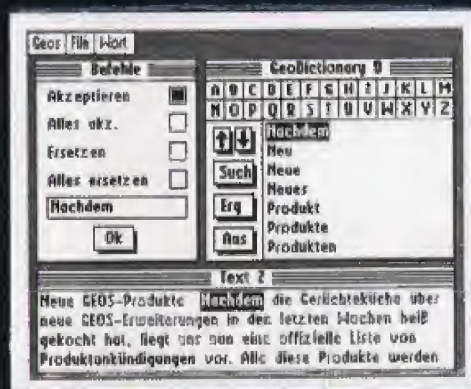 Geos File Wort
Befehle
Akzeptieren
Alles akz.
Ersetzen
Alles ersetzen
Nachdem
Ok
GeoDictionary D
A B C D E F G H I J K L M
N O P Q R S T U V W X Y Z
Such
Erg
Aus
Nachdem
Neu
Neue
Neues
Produkt
Produkte
Produkten
Text 2
Neue GEOS-Produkte Nachdem die Gerüchteküche über
neue GEOS-Erweiterungen in den letzten Wochen heiß
gekocht hat, liegt uns nun eine offizielle Liste von
Produktankündigungen vor. Alle diese Produkte werden